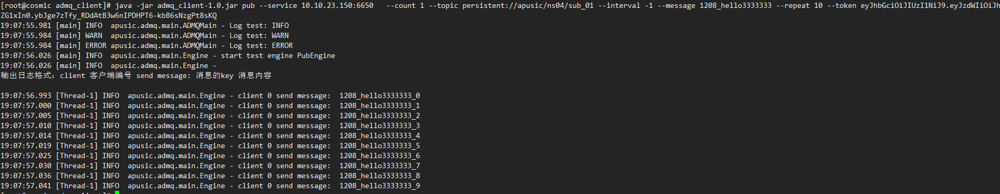 [root@cosmic admq_client]# java -jar admq_client-1.0.jar pub --service 10.10.23.150:6650   --count 1 --topic persistent://apusic/ns04/sub_01 --interval -1 --message 1208_hello3333333 --repeat 10 --token eyJhbGciOiJIUzI1NiJ9.eyJzdWIiOiJh
ZG1xIn0.ybJge7zTfy_RDdAtB3w6nIPDHPT6-kbB6sNzgPt8sKQ
19:07:55.981 [main] INFO  apusic.admq.main.ADMQMain - Log test: INFO
19:07:55.984 [main] WARN  apusic.admq.main.ADMQMain - Log test: WARN
19:07:55.984 [main] ERROR apusic.admq.main.ADMQMain - Log test: ERROR
19:07:56.026 [main] INFO  apusic.admq.main.Engine - start test engine PubEngine
19:07:56.026 [main] INFO  apusic.admq.main.Engine -
输出日志格式: client 客户端编号 send message: 消息的key 消息内容
19:07:56.993 [Thread-1] INFO  apusic.admq.main.Engine - client 0 send message:  1208_hello3333333_0
19:07:57.000 [Thread-1] INFO  apusic.admq.main.Engine - client 0 send message:  1208_hello3333333_1
19:07:57.005 [Thread-1] INFO  apusic.admq.main.Engine - client 0 send message:  1208_hello3333333_2
19:07:57.010 [Thread-1] INFO  apusic.admq.main.Engine - client 0 send message:  1208_hello3333333_3
19:07:57.014 [Thread-1] INFO  apusic.admq.main.Engine - client 0 send message:  1208_hello3333333_4
19:07:57.019 [Thread-1] INFO  apusic.admq.main.Engine - client 0 send message:  1208_hello3333333_5
19:07:57.025 [Thread-1] INFO  apusic.admq.main.Engine - client 0 send message:  1208_hello3333333_6
19:07:57.030 [Thread-1] INFO  apusic.admq.main.Engine - client 0 send message:  1208_hello3333333_7
19:07:57.036 [Thread-1] INFO  apusic.admq.main.Engine - client 0 send message:  1208_hello3333333_8
19:07:57.041 [Thread-1] INFO  apusic.admq.main.Engine - client 0 send message:  1208_hello3333333_9